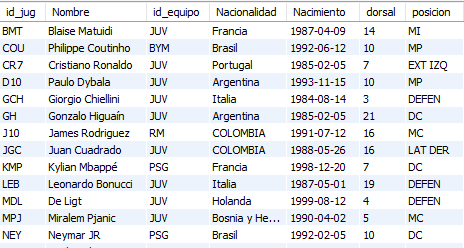 id_jug Nombre id_equipo Nacionalidad Nacimiento dorsal posicion
BMT Blaise Matuidi JUV Francia 1987-04-09 14 MI
COU Philippe Coutinho BYM Brasil 1992-06-12 10 MP
CR7 Cristiano Ronaldo JUV Portugal 1985-02-05 7 EXT IZQ
D10 Paulo Dybala JUV Argentina 1993-11-15 10 MP
GCH Giorgio Chiellini JUV Italia 1984-08-14 3 DEFEN
GH Gonzalo Higuaín JUV Argentina 1985-02-05 21 DC
J10 James Rodriguez RM COLOMBIA 1991-07-12 16 MC
JGC Juan Cuadrado JUV COLOMBIA 1988-05-26 16 LAT DER
KMP Kylian Mbappé PSG Francia 1998-12-20 7 DC
LEB Leonardo Bonucci JUV Italia 1987-05-01 19 DEFEN
MDL De Ligt JUV Holanda 1999-08-12 4 DEFEN
MPJ Miralem Pjanic JUV Bosnia y He... 1990-04-02 5 MC
NEY Neymar JR PSG Brasil 1992-02-05 10 DC